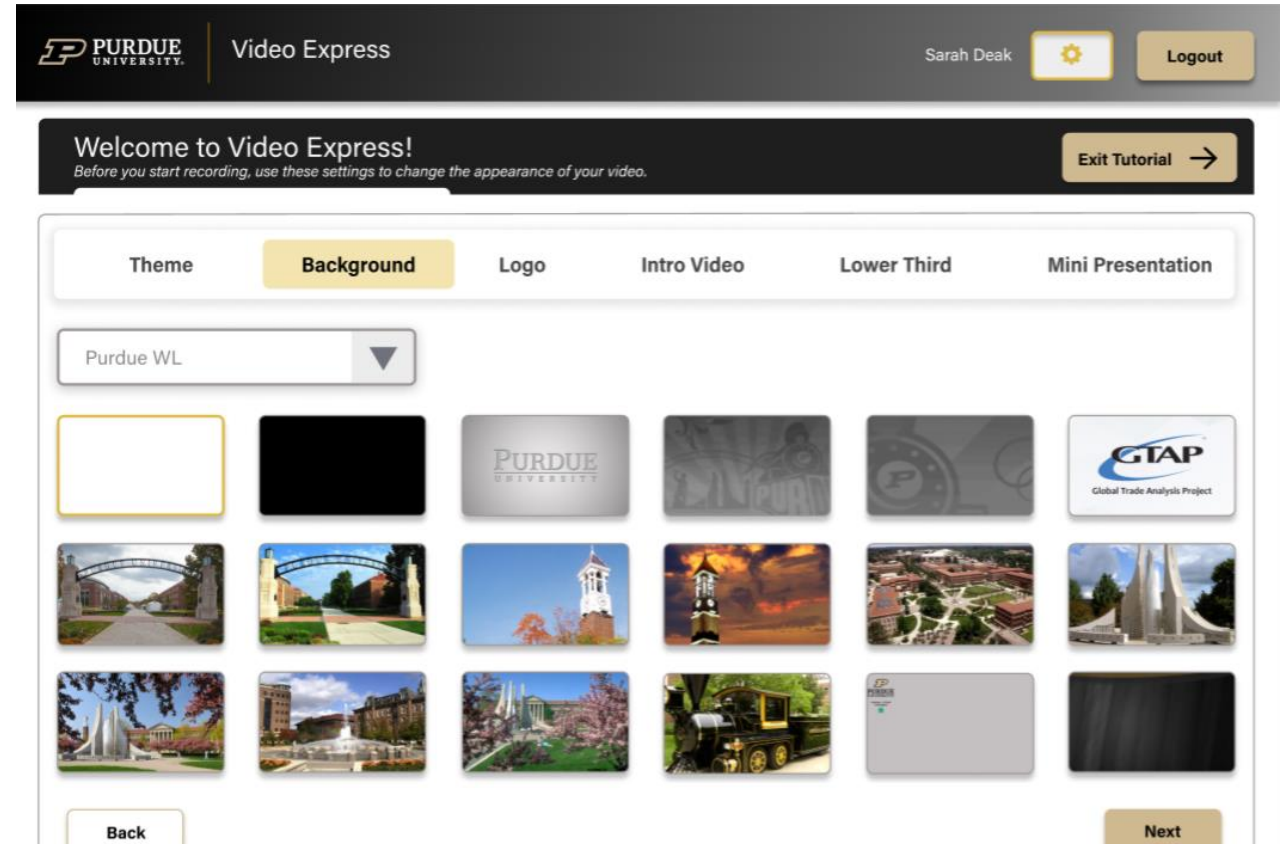 PURDUE UNIVERSITY. Video Express Sarah Deak Logout
Welcome to Video Express!
Before you start recording, use these settings to change the appearance of your video.
Exit Tutorial
Theme Background Logo Intro Video Lower Third Mini Presentation
Purdue WL
PURDUE
UNIVERSITY
PUR
P
GTAP
Global Trade Analysis Project
PURDUE
Back Next